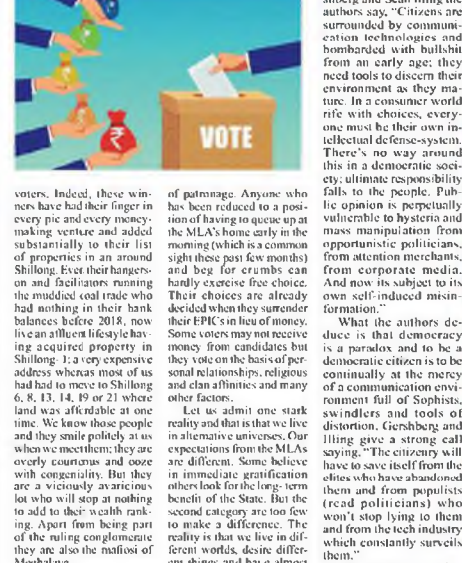 VOTE
voters. Indeed, these win-
ners have had their finger in
every pie and every money-
making venture and added
substantially to their list
of properties in an around
Shillong. Even their hangers-
on and facilitators running
the muddied coal trade who
had nothing in their bank
balances before 2018, now
live an affluent lifestyle hav-
ing acquired property in
Shillong- 1; a very expensive
address whereas most of us
had had to move to Shillong
6, 8, 13, 14, 19 or 21 where
land was affordable at one
time. We know those people
and they smile politely at us
when we meet them; they are
overly courteous and ooze
with congeniality. But they
are a viciously avaricious
lot who will stop at nothing
to add to their wealth rank-
ing. Apart from being part
of the ruling conglomerate
they are also the mafiosi of
Meghalaya.
of patronage. Anyone who
has been reduced to a posi-
tion of having to queue up at
the MLA's home early in the
morning (which is a common
sight these past few months)
and beg for crumbs can
hardly exercise free choice.
Their choices are already
decided when they surrender
their EPICs in lieu of money.
Some voters may not receive
money from candidates but
they vote on the basis of per-
sonal relationships, religious
and clan affinities and many
other factors.
Let us admit one stark
reality and that is that we live
in alternative universes. Our
expectations from the MLAs
are different. Some believe
in immediate gratification
others look for the long- term
benefit of the State. But the
second category are too few
to make a difference. The
reality is that we live in dif-
ferent worlds, desire differ-
ent things and have almost
authors say, "Citizens are
surrounded by communi-
cation technologies and
bombarded with bullshit
from an early age; they
need tools to discern their
environment as they ma-
ture. In a consumer world
rife with choices, every-
one must be their own in-
tellectual defense-system.
There's no way around
this in a democratic soci-
ety; ultimate responsibility
falls to the people. Pub-
lic opinion is perpetually
vulnerable to hysteria and
mass manipulation from
opportunistic politicians,
from attention merchants,
from corporate media.
And now its subject to its
own self-induced misin-
formation."
What the authors de-
duce is that democracy
is a paradox and to be a
democratic citizen is to be
continually at the mercy
of a communication envi-
ronment full of Sophists,
swindlers and tools of
distortion. Gershberg and
Illing give a strong call
saying, "The citizenry will
have to save itself from the
elites who have abandoned
them and from populists
(read politicians) who
won't stop lying to them
and from the tech industry
which constantly surveils
them."